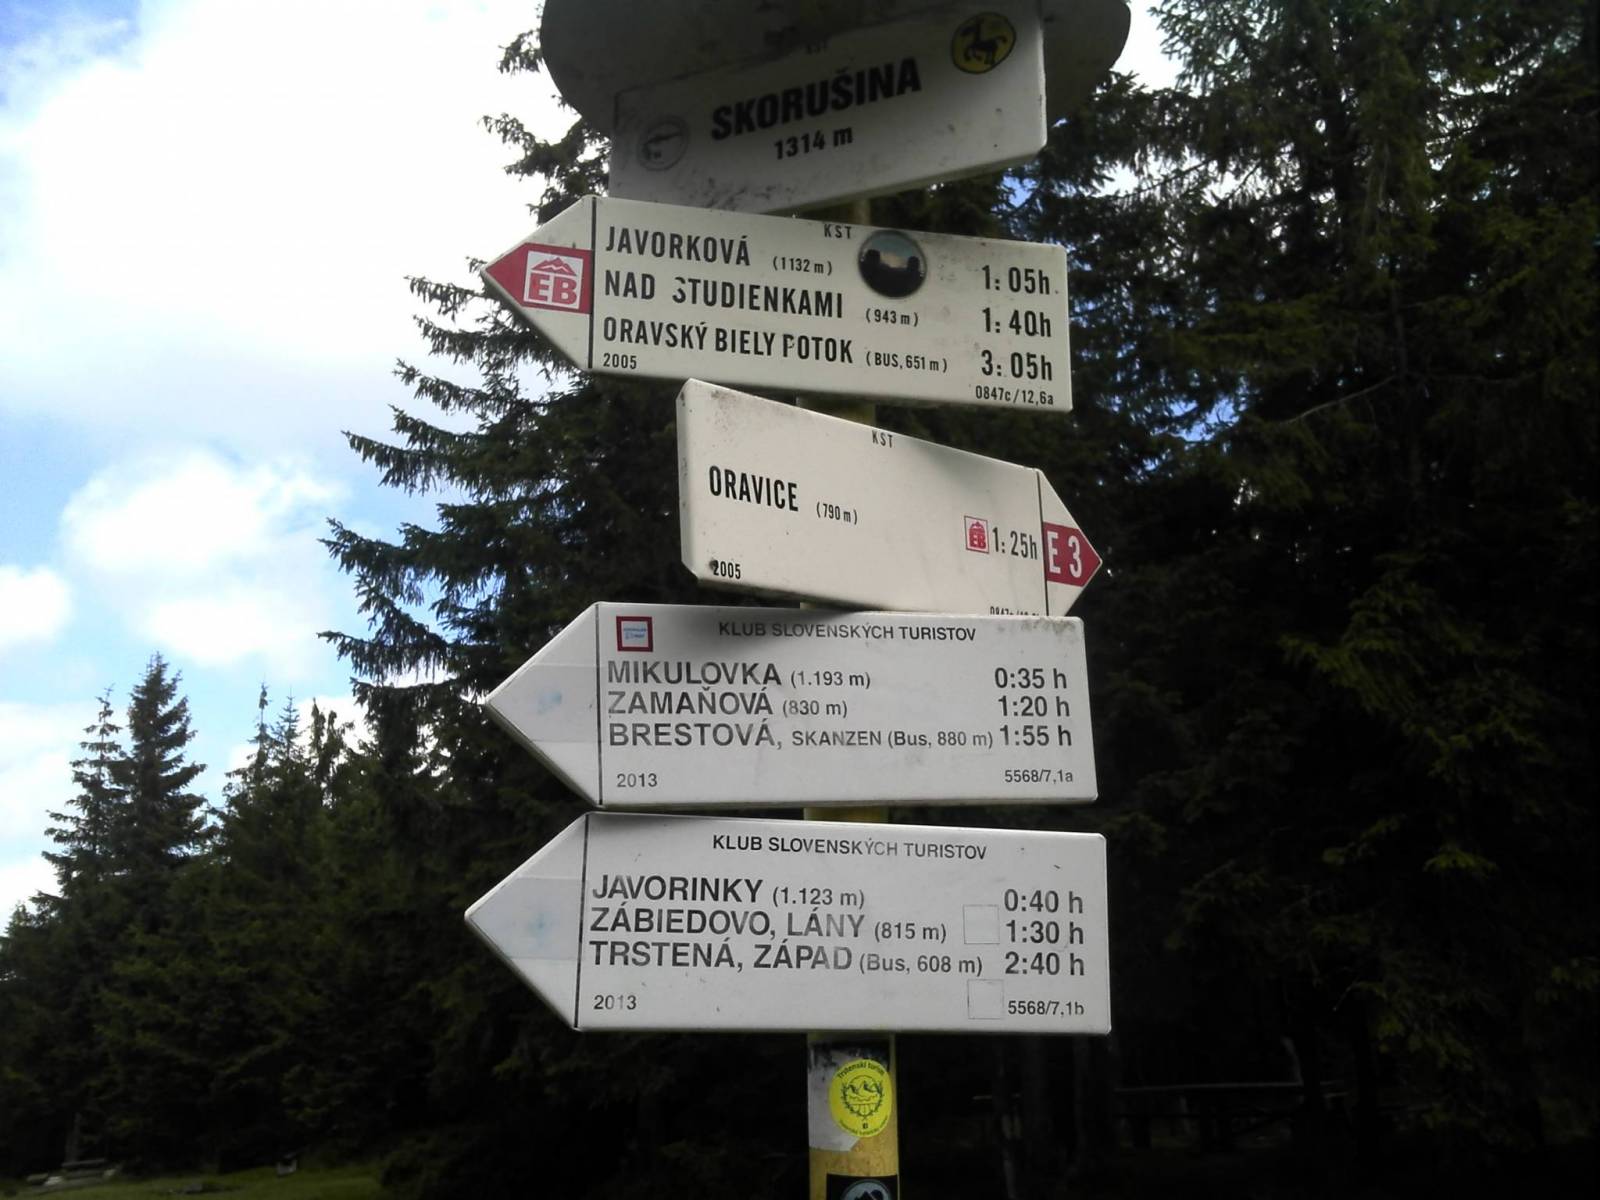 SKORUŠINA
1314 m
KST
JAVORKOVÁ (1132 m) 1:05h
NAD STUDIENKAMI (943 m) 1:40h
ORAVSKÝ BIELY POTOK (BUS, 651 m) 3:05h
EB
2005 0847c/12,6a
KST
ORAVICE (790 m) EB 1:25h E 3
2005
KLUB SLOVENSKÝCH TURISTOV
MIKULOVKA (1.193 m) 0:35 h
ZAMAŇOVÁ (830 m) 1:20 h
BRESTOVÁ, SKANZEN (Bus, 880 m) 1:55 h
2013 5568/7,1a
KLUB SLOVENSKÝCH TURISTOV
JAVORINKY (1.123 m) 0:40 h
ZÁBIEDOVO, LÁNY (815 m) 1:30 h
TRSTENÁ, ZÁPAD (Bus, 608 m) 2:40 h
2013 5568/7,1b